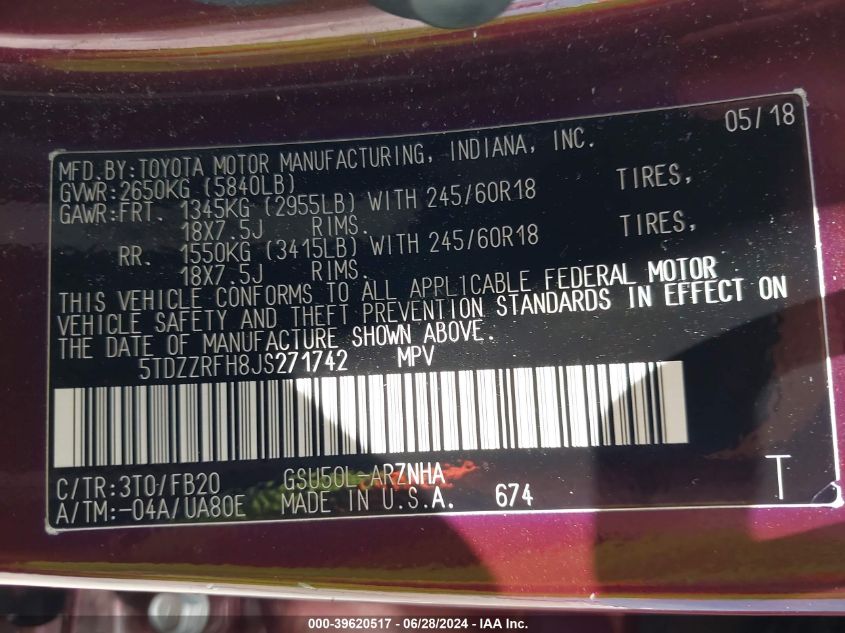 05/18
MFD.BY:TOYOTA MOTOR MANUFACTURING, INDIANA, INC.
GVWR:2650KG (5840LB)
GAWR:FRT. 1345KG (2955LB) WITH 245/60R18 TIRES,
18X7.5J RIMS.
RR. 1550KG (3415LB) WITH 245/60R18 TIRES,
18X7.5J RIMS.
THIS VEHICLE CONFORMS TO ALL APPLICABLE FEDERAL MOTOR
VEHICLE SAFETY AND THEFT PREVENTION STANDARDS IN EFFECT ON
THE DATE OF MANUFACTURE SHOWN ABOVE.
5TDZZRFH8JS271742 MPV
C/TR:3T0/FB20 GSU50L-ARZNHA
A/TM:-04A/UA80E MADE IN U.S.A. 674 T
000-39620517 - 06/28/2024 - IAA Inc.